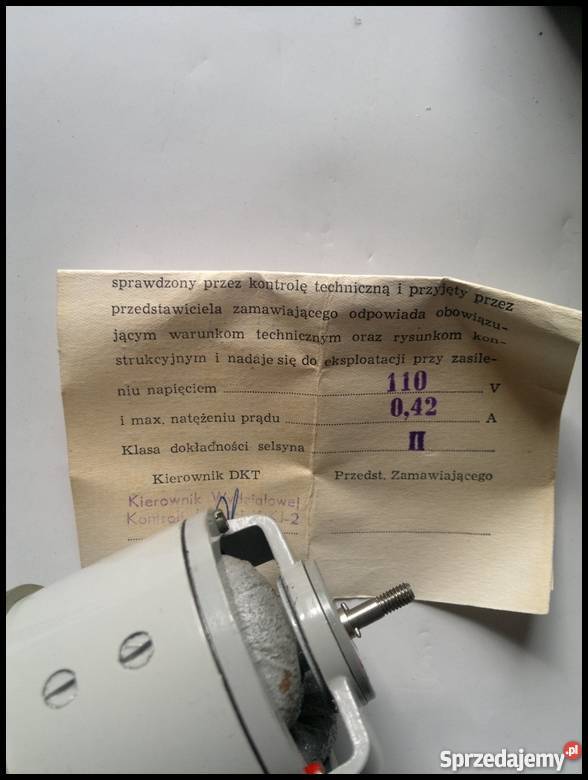 sprawdzony przez kontrolę techniczną i przyjęty przez
przedstawiciela zamawiającego odpowiada obowiązu-
jącym warunkom technicznym oraz rysunkom kon-
strukcyjnym i nadaje się do eksploatacji przy zasile-
niu napięciem 110 V
i max. natężeniu prądu 0,42 A
Klasa dokładności selsyna II
Kierownik DKT Przedst. Zamawiającego
Kierownik Wydziałowej
Sprzedajemy.pl